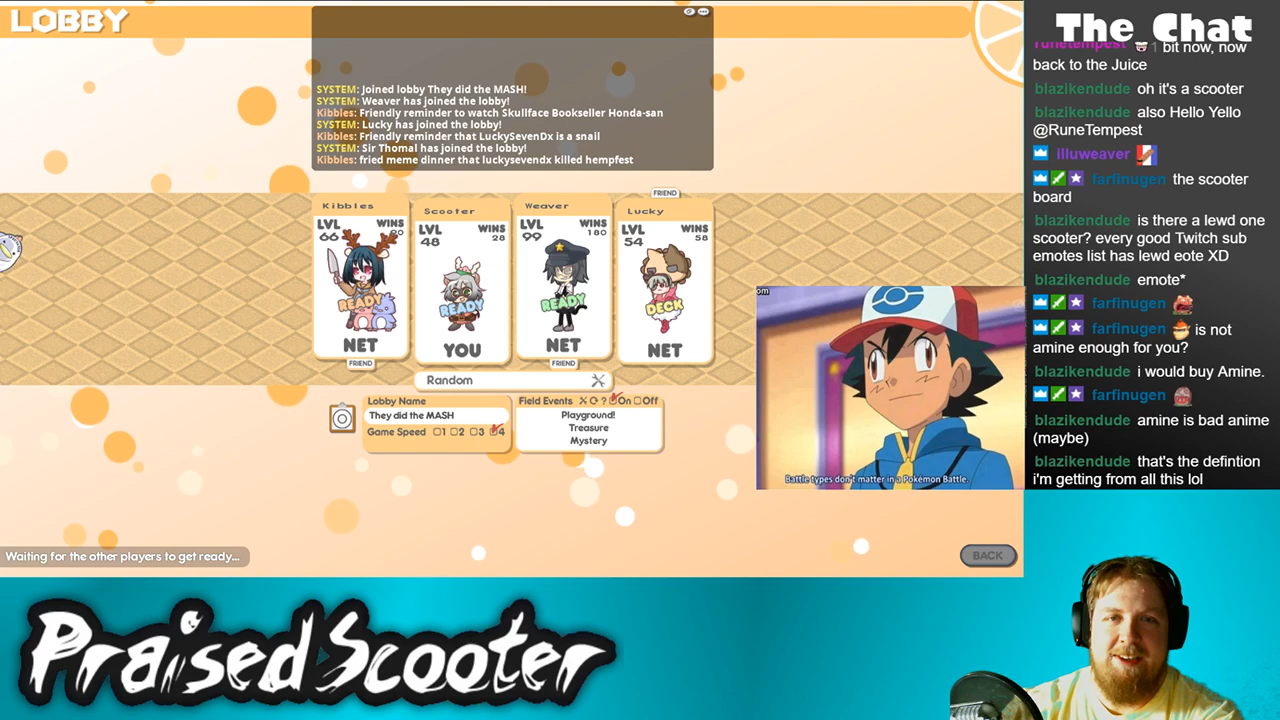 LOBBY
SYSTEM: Joined lobby They did the MASH!
SYSTEM: Weaver has joined the lobby!
Kibbles: Friendly reminder to watch Skullface Bookseller Honda-san
SYSTEM: Lucky has joined the lobby!
Kibbles: Friendly reminder that LuckySevenDx is a snail
SYSTEM: Sir Thomal has joined the lobby!
Kibbles: fried meme dinner that luckysevendx killed hempfest
Kibbles
LVL WINS
66 20
READY
NET
FRIEND
Scooter
LVL WINS
48 28
READY
YOU
Weaver
LVL WINS
99 180
READY
NET
FRIEND
FRIEND
Lucky
LVL WINS
54 58
DECK
NET
Random
Lobby Name
They did the MASH
Game Speed 1 2 3 4
Field Events ? On Off
Playground!
Treasure
Mystery
Waiting for the other players to get ready...
BACK
om
Battle types don't matter in a Pokémon Battle.
The_Chat
runetempest 1 bit now, now
back to the Juice
blazikendude oh it's a scooter
blazikendude also Hello Yello
@RuneTempest
illuweaver
farfinugen the scooter
board
blazikendude is there a lewd one
scooter? every good Twitch sub
emotes list has lewd eote XD
blazikendude emote*
farfinugen
farfinugen is not
amine enough for you?
blazikendude i would buy Amine.
farfinugen
blazikendude amine is bad anime
(maybe)
blazikendude that's the defintion
i'm getting from all this lol
PraisedScooter